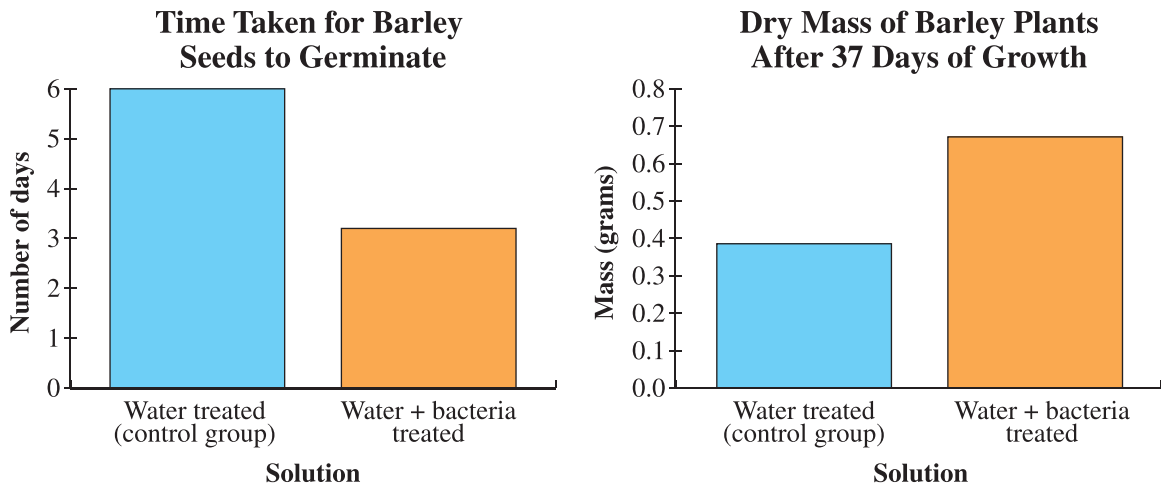 Time Taken for Barley
Seeds to Germinate
Number of days
6
5
4
3
2
1
0
Water treated
(control group)
Water + bacteria
treated
Solution
Dry Mass of Barley Plants
After 37 Days of Growth
Mass (grams)
0.8
0.7
0.6
0.5
0.4
0.3
0.2
0.1
0.0
Water treated
(control group)
Water + bacteria
treated
Solution